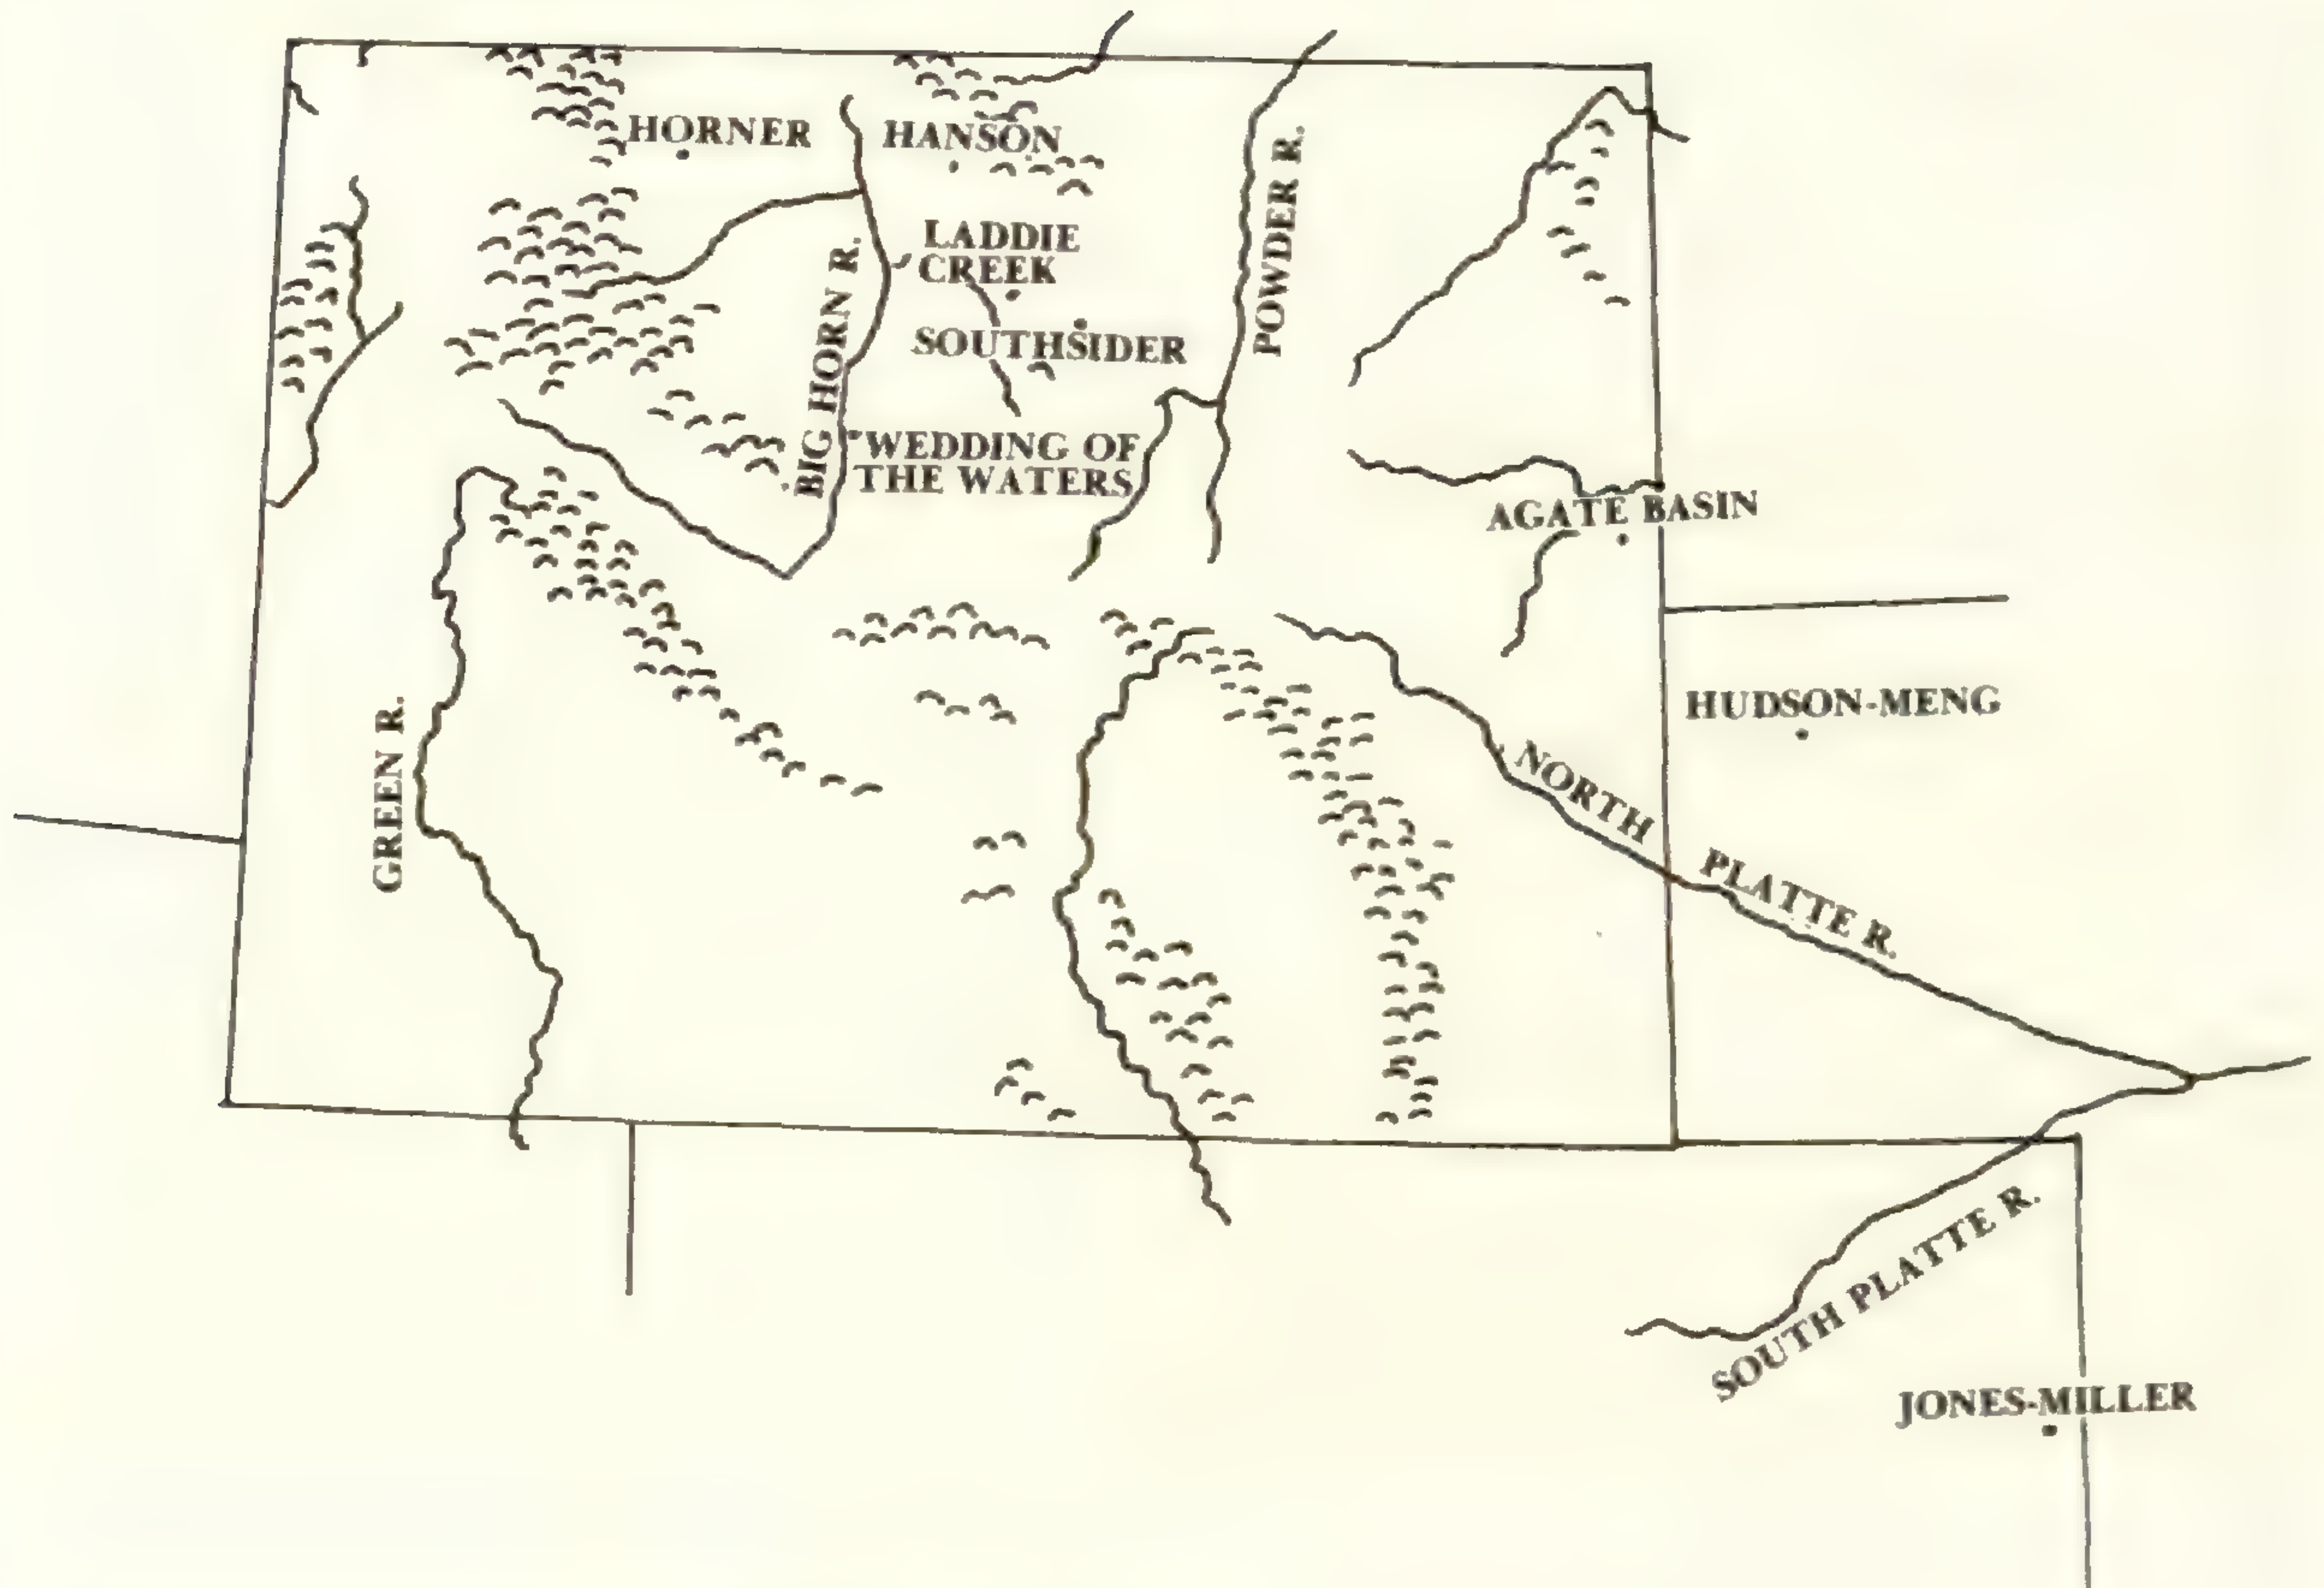 HORNER
HANSON
POWDER R.
LADDIE
CREEK
BIG HORN R.
SOUTHSIDER
WEDDING OF
THE WATERS
AGATE BASIN
HUDSON-MENG
GREEN R.
NORTH PLATTE R.
SOUTH PLATTE R.
JONES-MILLER